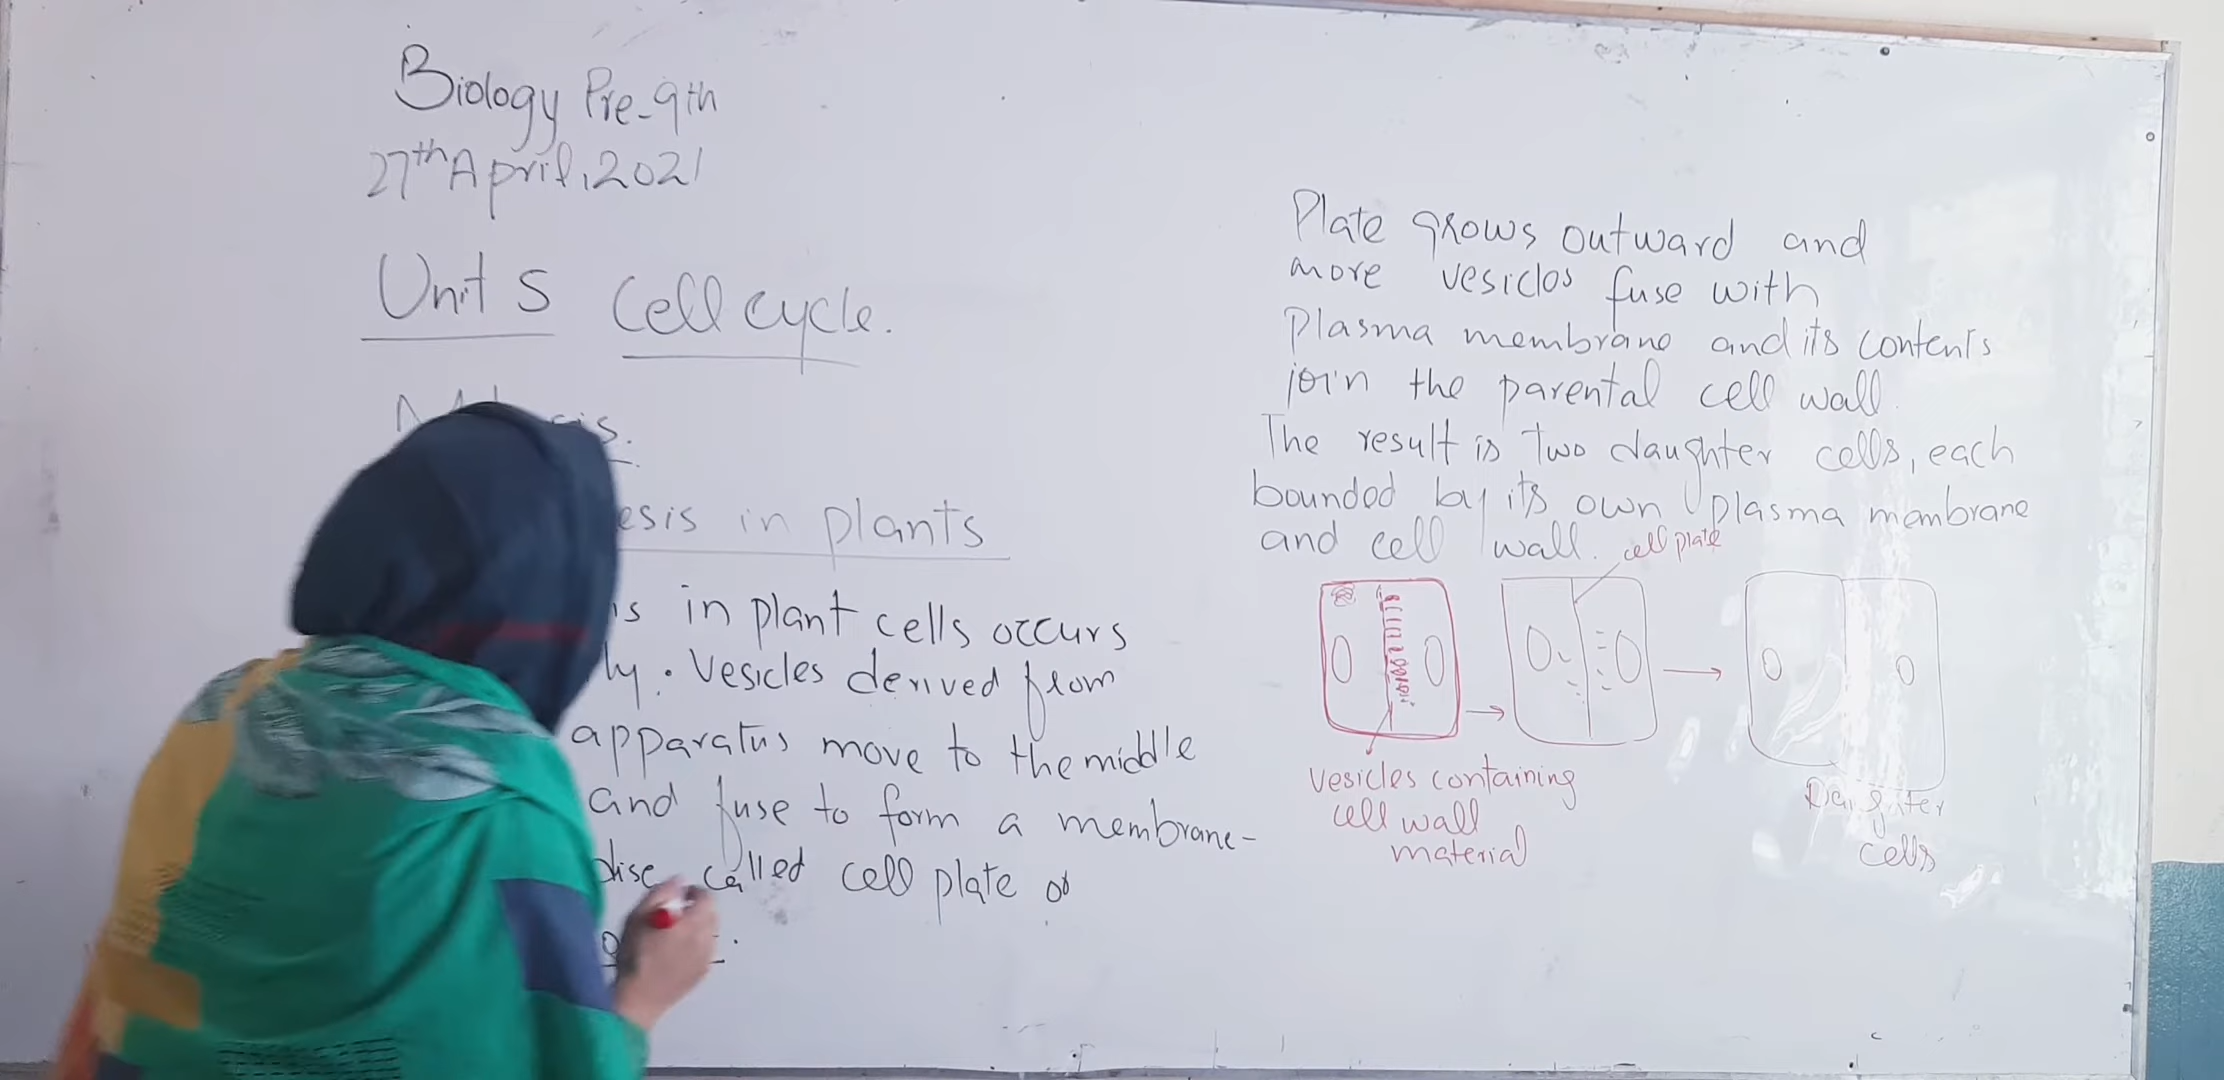 Biology Pre-9th
27th April, 2021
Unit 5 Cell cycle.
esis in plants
is in plant cells occurs
ly. Vesicles derived from
apparatus move to the middle
and fuse to form a membrane-
disc called cell plate or
Plate grows outward and
more vesicles fuse with
plasma membrane and its contents
join the parental cell wall.
The result is two daughter cells, each
bounded by its own plasma membrane
and cell wall.
cell plate
vesicles containing
cell wall
material
Daughter
cells